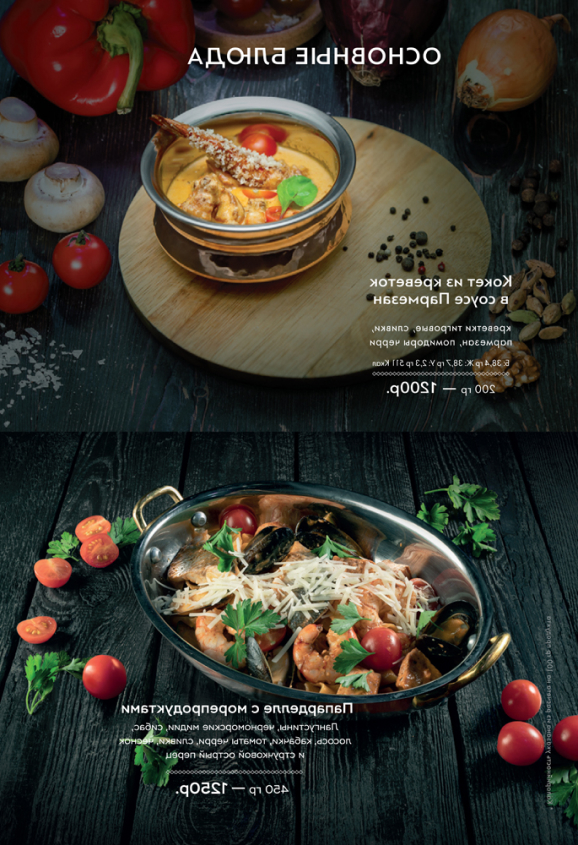 ОСНОВНЫЕ БЛЮДА
Кокет из креветок
в соусе Пармезан
креветки тигровые, сливки,
пармезан, помидоры черри
Б: 38,4 гр Ж: 38,7 гр У: 2,3 гр 511 Ккал
200 гр — 1200р.
Папарделле с морепродуктами
Лангустины, черноморские мидии, сибас,
лосось, кабачки, томаты черри, сливки, чеснок
и стручковой острый перец
450 гр — 1250р.